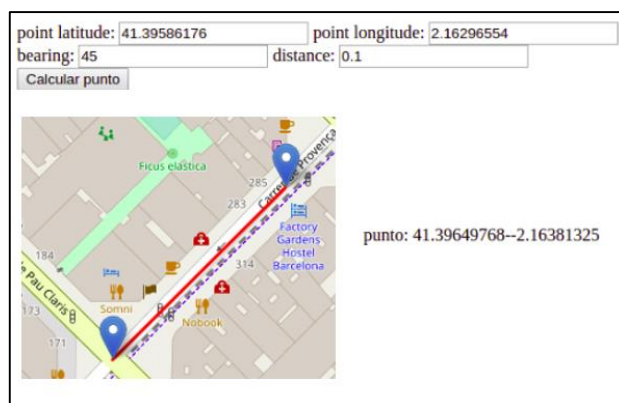 point latitude: 41.39586176 point longitude: 2.16296554
bearing: 45 distance: 0.1
Calcular punto
Ficus elastica
Carrer de Provença
285
283
184
Factory
Gardens
Hostel
Barcelona
314
de Pau Claris
Somni
173
Nobook
171
punto: 41.39649768--2.16381325